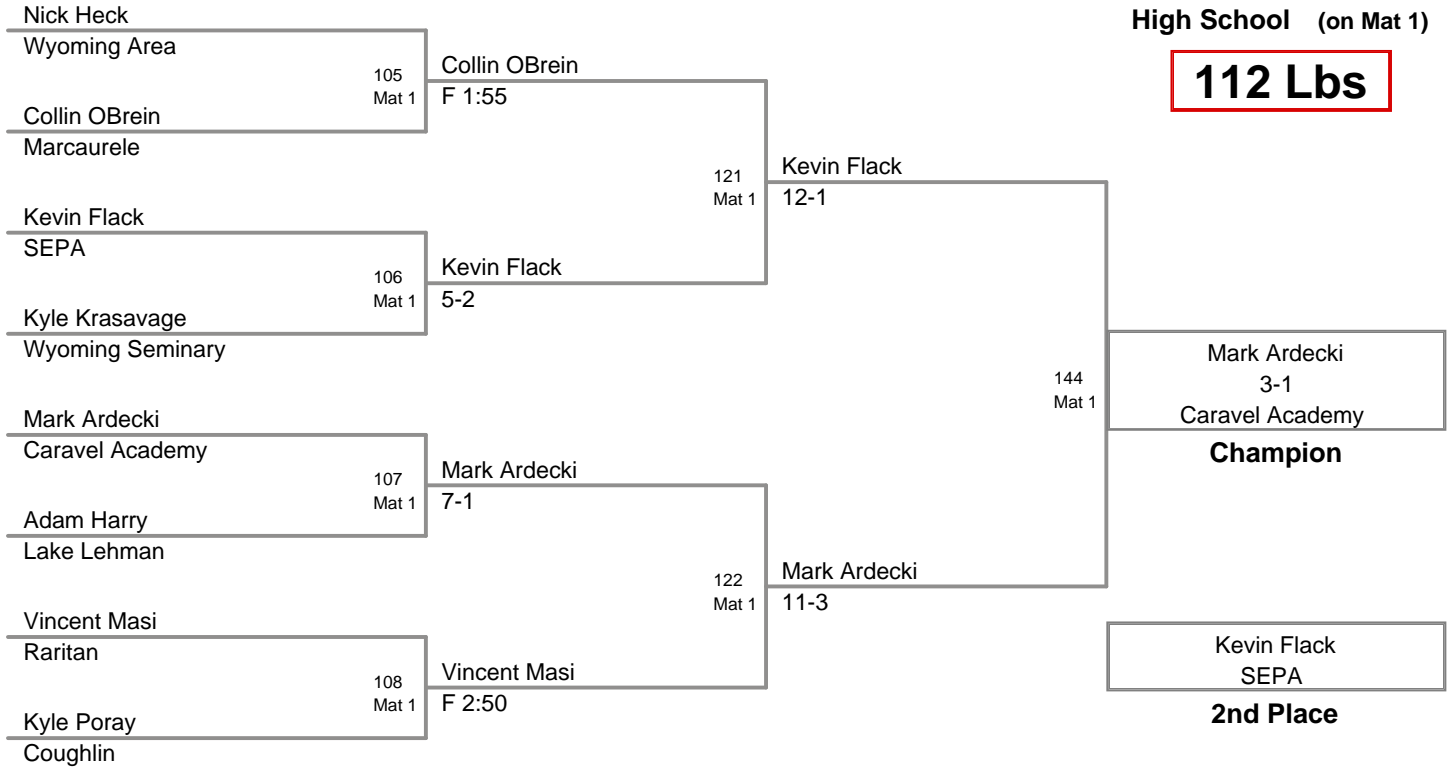 High School (on Mat 1)
112 Lbs
Nick Heck
Wyoming Area
105
Mat 1
Collin OBrein
F 1:55
Collin OBrein
Marcaurele
121
Mat 1
Kevin Flack
12-1
Kevin Flack
SEPA
106
Mat 1
Kevin Flack
5-2
Kyle Krasavage
Wyoming Seminary
144
Mat 1
Mark Ardecki
3-1
Caravel Academy
Champion
Mark Ardecki
Caravel Academy
107
Mat 1
Mark Ardecki
7-1
Adam Harry
Lake Lehman
122
Mat 1
Mark Ardecki
11-3
Vincent Masi
Raritan
108
Mat 1
Vincent Masi
F 2:50
Kyle Poray
Coughlin
Kevin Flack
SEPA
2nd Place